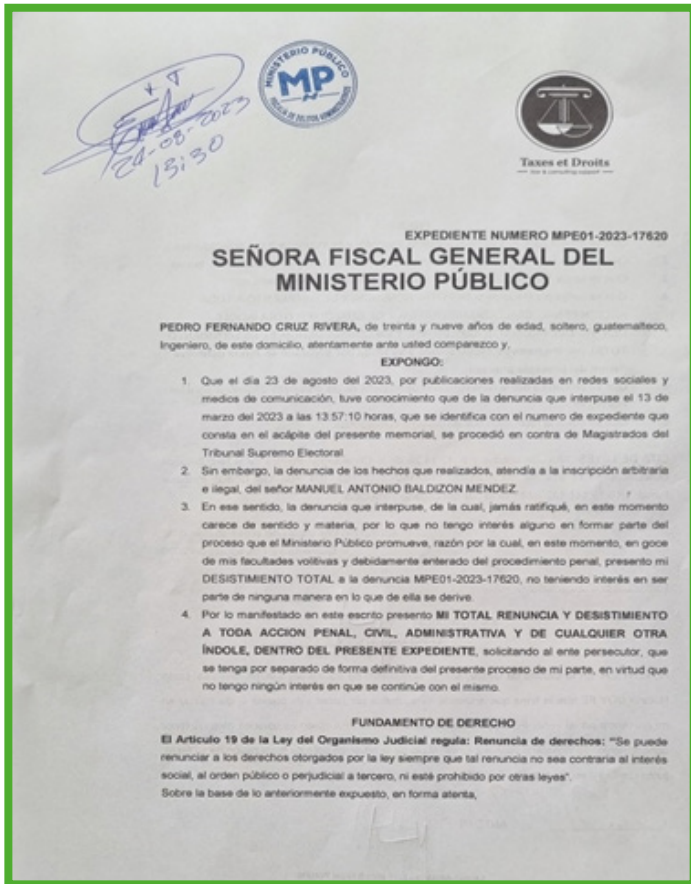 24-08-2023
13:30
MINISTERIO PÚBLICO
MP
FISCALIA DE DELITOS ADMINISTRATIVOS
Taxes et Droits
EXPEDIENTE NUMERO MPE01-2023-17620
SEÑORA FISCAL GENERAL DEL
MINISTERIO PÚBLICO
PEDRO FERNANDO CRUZ RIVERA, de treinta y nueve años de edad, soltero, guatemalteco,
Ingeniero, de este domicilio, atentamente ante usted comparezco y,
EXPONGO:
1. Que el día 23 de agosto del 2023, por publicaciones realizadas en redes sociales y
medios de comunicación, tuve conocimiento que de la denuncia que interpuse el 13 de
marzo del 2023 a las 13:57:10 horas, que se identifica con el numero de expediente que
consta en el acápite del presente memorial, se procedió en contra de Magistrados del
Tribunal Supremo Electoral.
2. Sin embargo, la denuncia de los hechos que realizados, atendía a la inscripción arbitraria
e ilegal, del señor MANUEL ANTONIO BALDIZON MENDEZ.
3. En ese sentido, la denuncia que interpuse, de la cual, jamás ratifiqué, en este momento
carece de sentido y materia, por lo que no tengo interés alguno en formar parte del
proceso que el Ministerio Público promueve, razón por la cual, en este momento, en goce
de mis facultades volitivas y debidamente enterado del procedimiento penal, presento mi
DESISTIMIENTO TOTAL a la denuncia MPE01-2023-17620, no teniendo interés en ser
parte de ninguna manera en lo que de ella se derive.
4. Por lo manifestado en este escrito presento MI TOTAL RENUNCIA Y DESISTIMIENTO
A TODA ACCION PENAL, CIVIL, ADMINISTRATIVA Y DE CUALQUIER OTRA
ÍNDOLE, DENTRO DEL PRESENTE EXPEDIENTE, solicitando al ente persecutor, que
se tenga por separado de forma definitiva del presente proceso de mi parte, en virtud que
no tengo ningún interés en que se continúe con el mismo.
FUNDAMENTO DE DERECHO
El Articulo 19 de la Ley del Organismo Judicial regula: Renuncia de derechos: "Se puede
renunciar a los derechos otorgados por la ley siempre que tal renuncia no sea contraria al interés
social, al orden público o perjudicial a tercero, ni esté prohibido por otras leyes".
Sobre la base de lo anteriormente expuesto, en forma atenta,